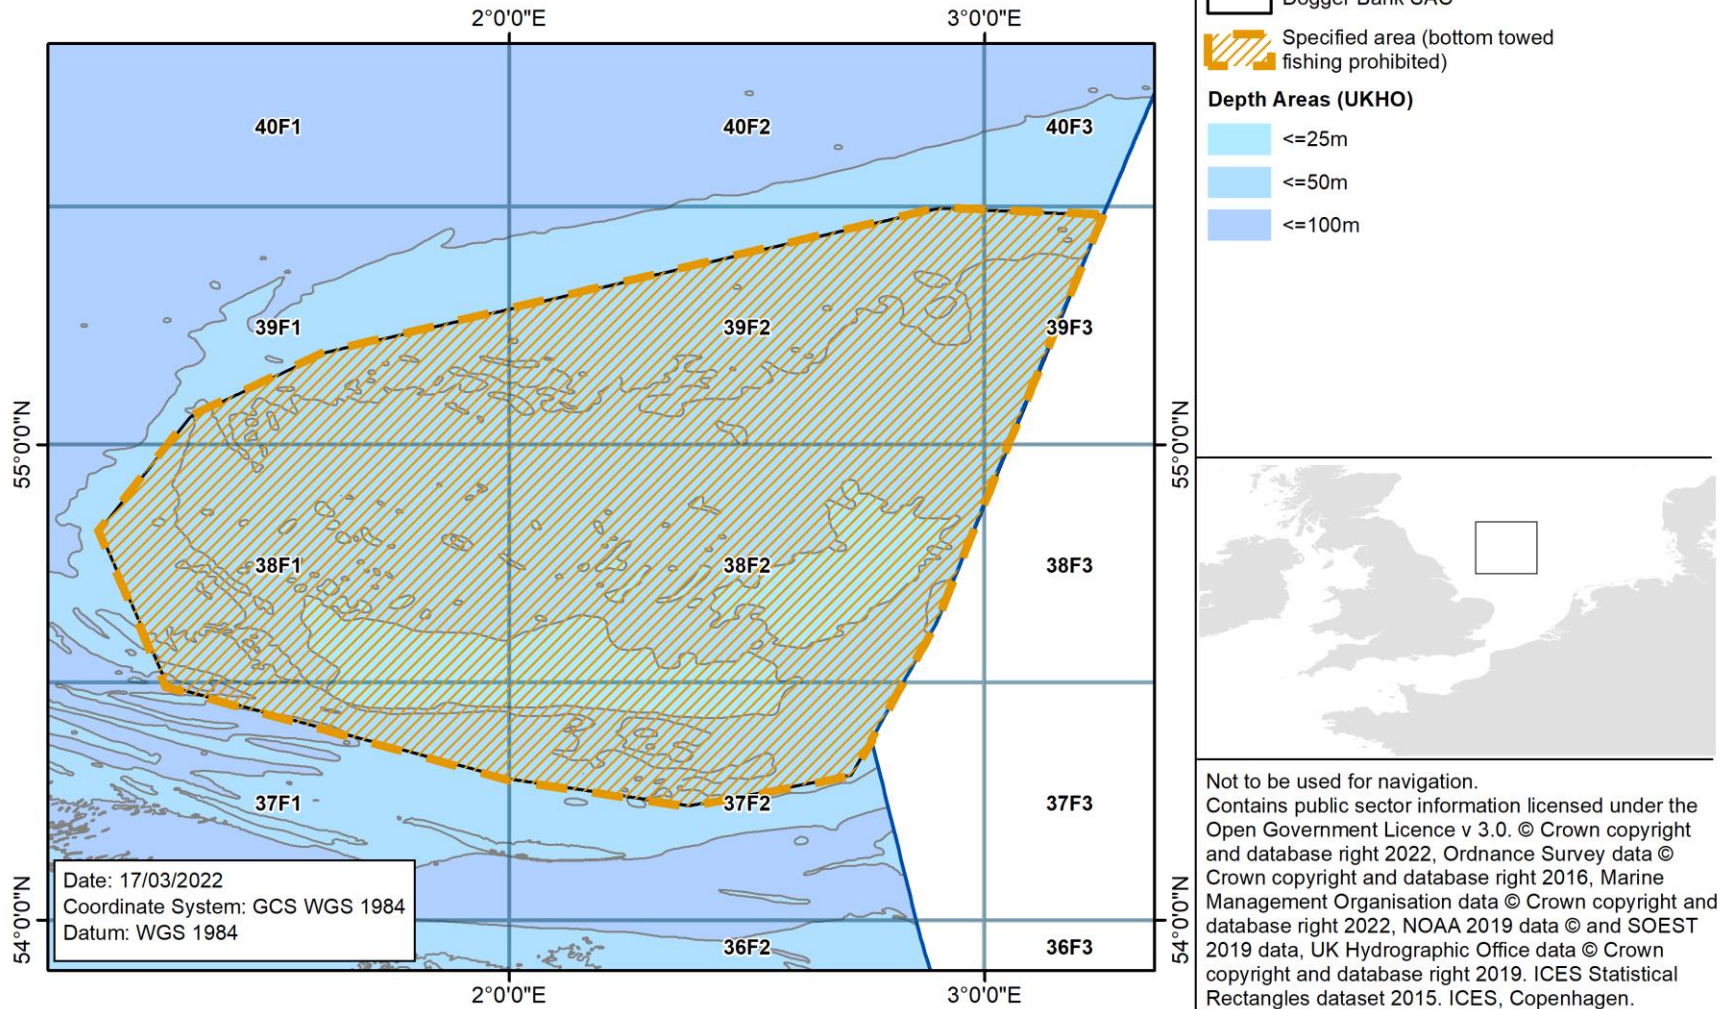 2°0'0"E
3°0'0"E
Dogger Bank SAC
Specified area (bottom towed
fishing prohibited)
Depth Areas (UKHO)
<=25m
<=50m
<=100m
40F1
40F2
40F3
39F1
39F2
39F3
55°0'0"N
55°0'0"N
38F1
38F2
38F3
37F1
37F2
37F3
36F2
36F3
54°0'0"N
54°0'0"N
Date: 17/03/2022
Coordinate System: GCS WGS 1984
Datum: WGS 1984
2°0'0"E
3°0'0"E
Not to be used for navigation.
Contains public sector information licensed under the
Open Government Licence v 3.0. © Crown copyright
and database right 2022, Ordnance Survey data ©
Crown copyright and database right 2016, Marine
Management Organisation data © Crown copyright and
database right 2022, NOAA 2019 data © and SOEST
2019 data, UK Hydrographic Office data © Crown
copyright and database right 2019. ICES Statistical
Rectangles dataset 2015. ICES, Copenhagen.